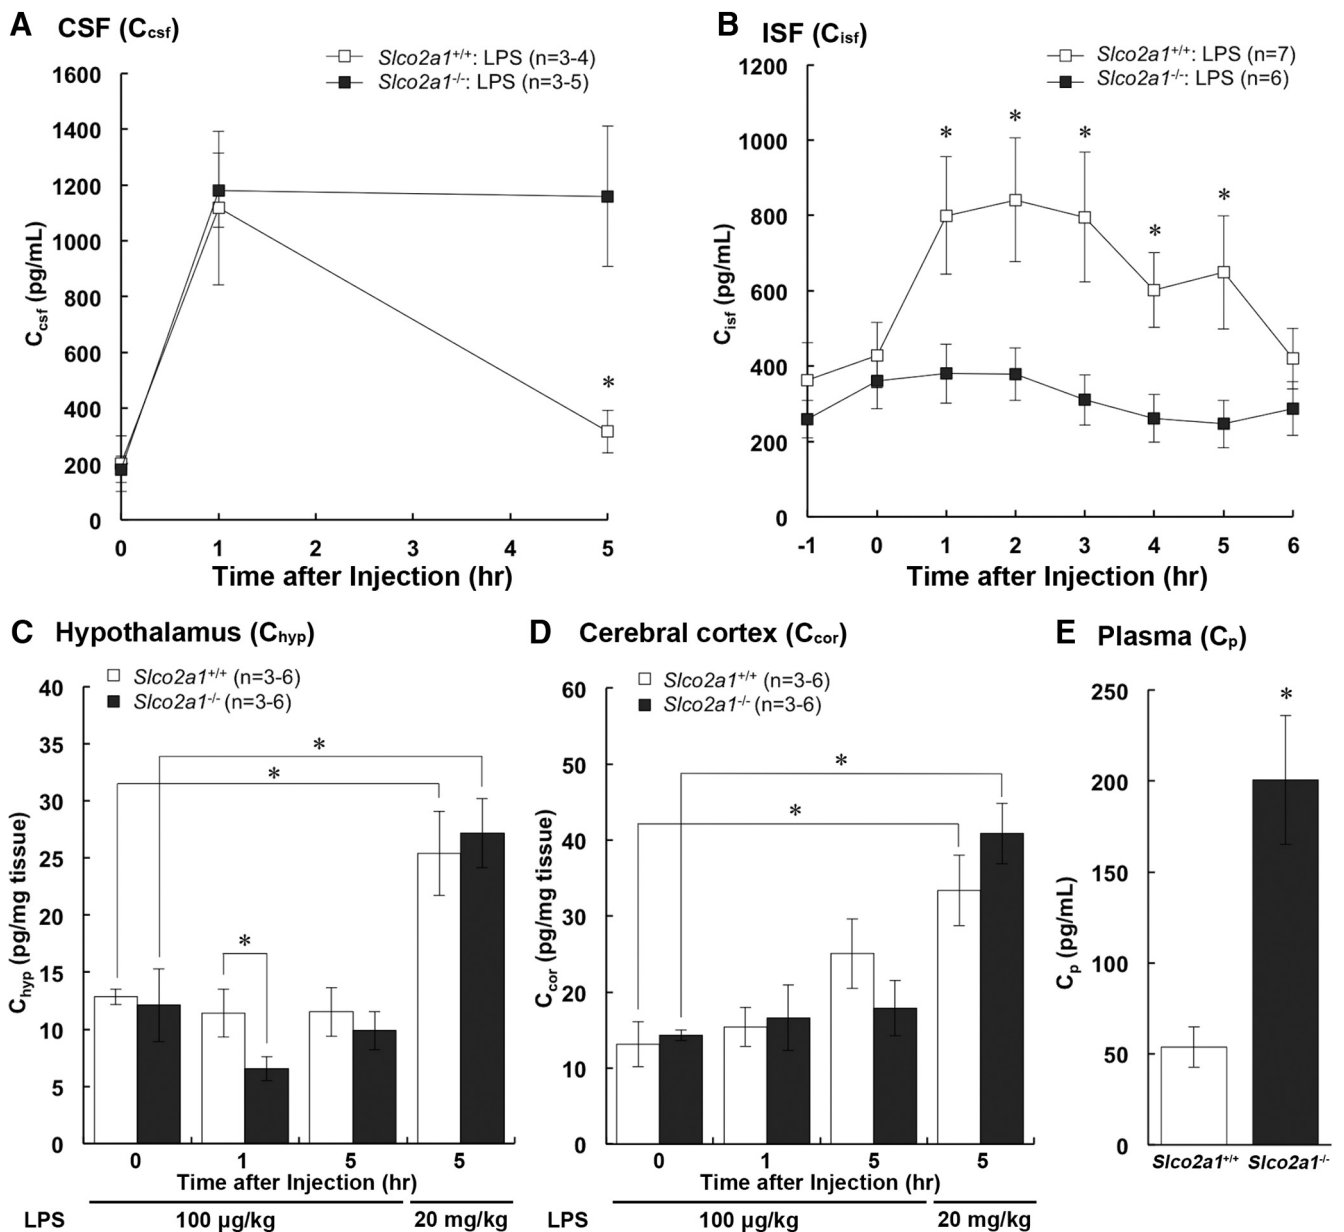 A CSF (Ccsf)
Slco2a1+/+: LPS (n=3-4)
Slco2a1-/-: LPS (n=3-5)
1600
1400
1200
1000
800
600
400
200
0
Ccsf (pg/mL)
*
0 1 2 3 4 5
Time after Injection (hr)
B ISF (Cisf)
Slco2a1+/+: LPS (n=7)
Slco2a1-/-: LPS (n=6)
1200
1000
800
600
400
200
0
Cisf (pg/mL)
* * * * *
-1 0 1 2 3 4 5 6
Time after Injection (hr)
C Hypothalamus (Chyp)
Slco2a1+/+ (n=3-6)
Slco2a1-/- (n=3-6)
40
35
30
25
20
15
10
5
0
Chyp (pg/mg tissue)
*
*
*
0 1 5 5
Time after Injection (hr)
LPS 100 µg/kg 20 mg/kg
D Cerebral cortex (Ccor)
Slco2a1+/+ (n=3-6)
Slco2a1-/- (n=3-6)
60
50
40
30
20
10
0
Ccor (pg/mg tissue)
*
*
0 1 5 5
Time after Injection (hr)
LPS 100 µg/kg 20 mg/kg
E Plasma (Cp)
250
200
150
100
50
0
Cp (pg/mL)
*
Slco2a1+/+ Slco2a1-/-